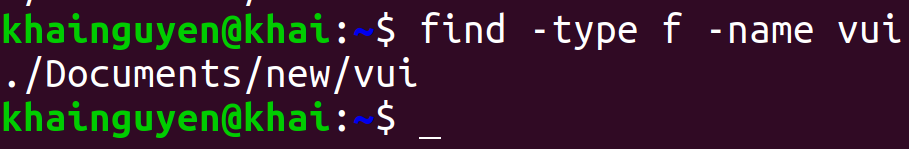 khainguyen@khai:~$ find -type f -name vui
./Documents/new/vui
khainguyen@khai:~$ _